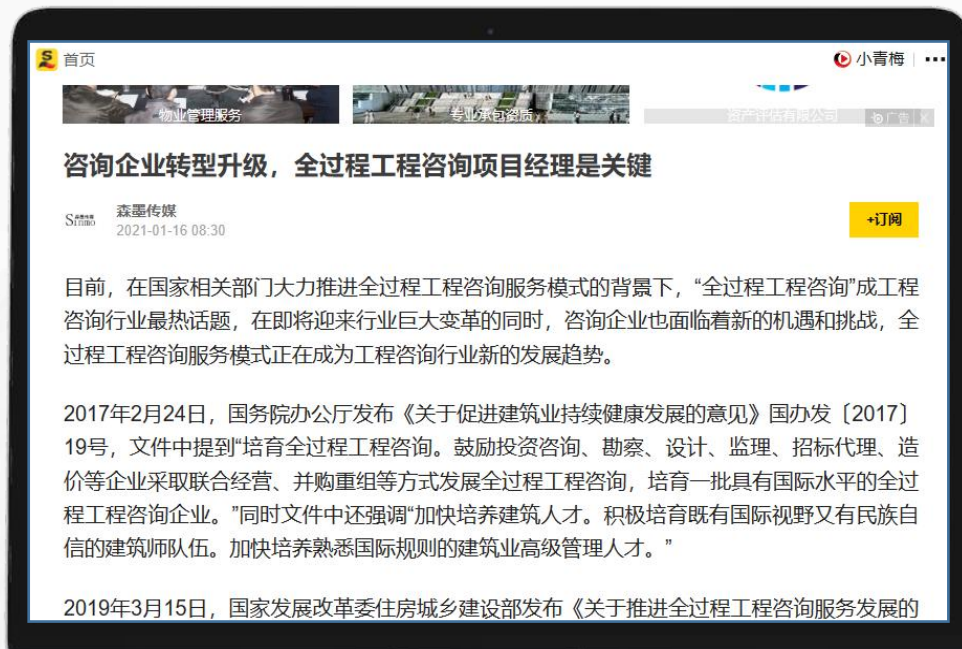 首页
小青梅
物业管理服务
专业承包资质
资产评估有限公司
广告
咨询企业转型升级，全过程工程咨询项目经理是关键
森墨传媒
2021-01-16 08:30
+订阅
目前，在国家相关部门大力推进全过程工程咨询服务模式的背景下，“全过程工程咨询”成工程
咨询行业最热话题，在即将迎来行业巨大变革的同时，咨询企业也面临着新的机遇和挑战，全
过程工程咨询服务模式正在成为工程咨询行业新的发展趋势。
2017年2月24日，国务院办公厅发布《关于促进建筑业持续健康发展的意见》国办发〔2017〕
19号，文件中提到“培育全过程工程咨询。鼓励投资咨询、勘察、设计、监理、招标代理、造
价等企业采取联合经营、并购重组等方式发展全过程工程咨询，培育一批具有国际水平的全过
程工程咨询企业。”同时文件中还强调“加快培养建筑人才。积极培育既有国际视野又有民族自
信的建筑师队伍。加快培养熟悉国际规则的建筑业高级管理人才。”
2019年3月15日，国家发展改革委住房城乡建设部发布《关于推进全过程工程咨询服务发展的